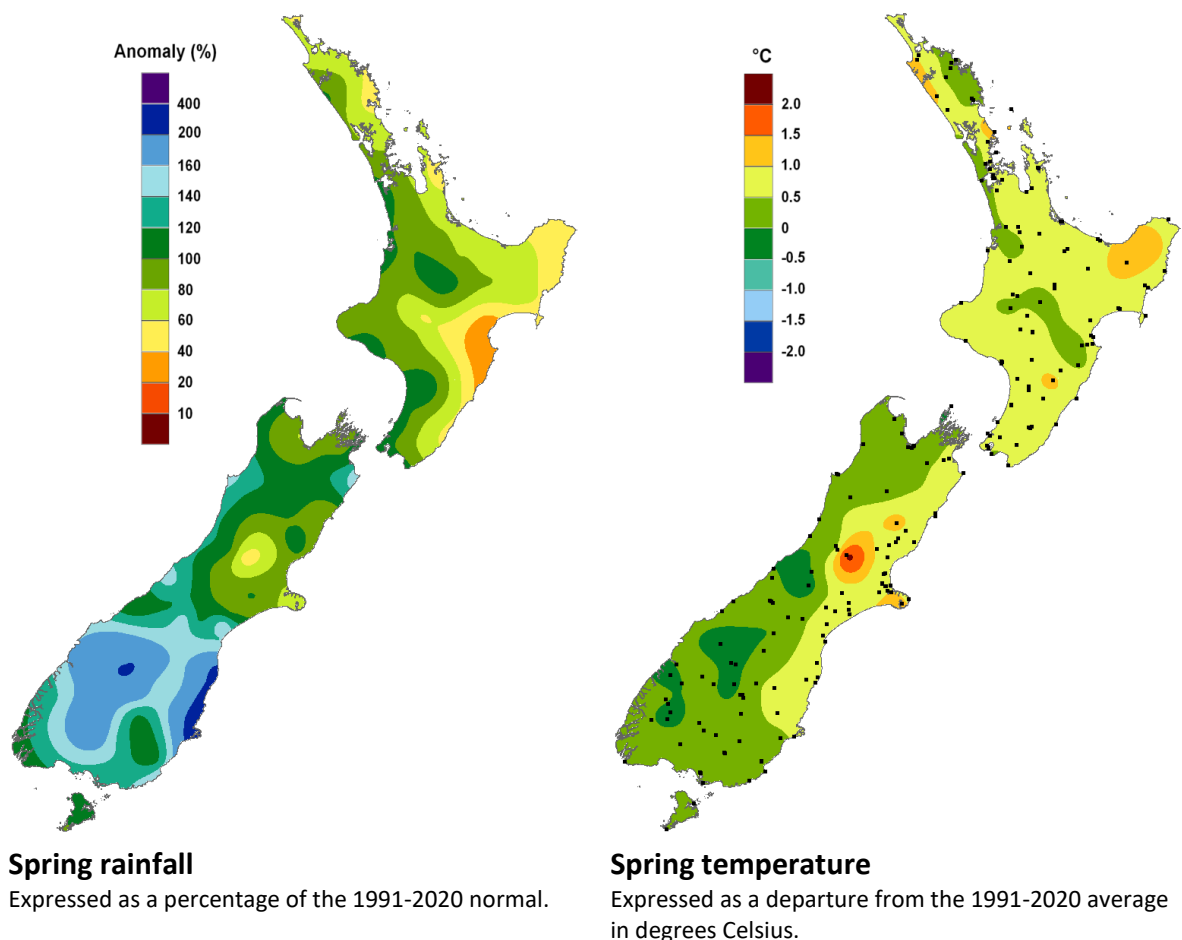 Anomaly (%)
400
200
160
140
120
100
80
60
40
20
10
°C
2.0
1.5
1.0
0.5
0
-0.5
-1.0
-1.5
-2.0
Spring rainfall
Expressed as a percentage of the 1991-2020 normal.
Spring temperature
Expressed as a departure from the 1991-2020 average
in degrees Celsius.